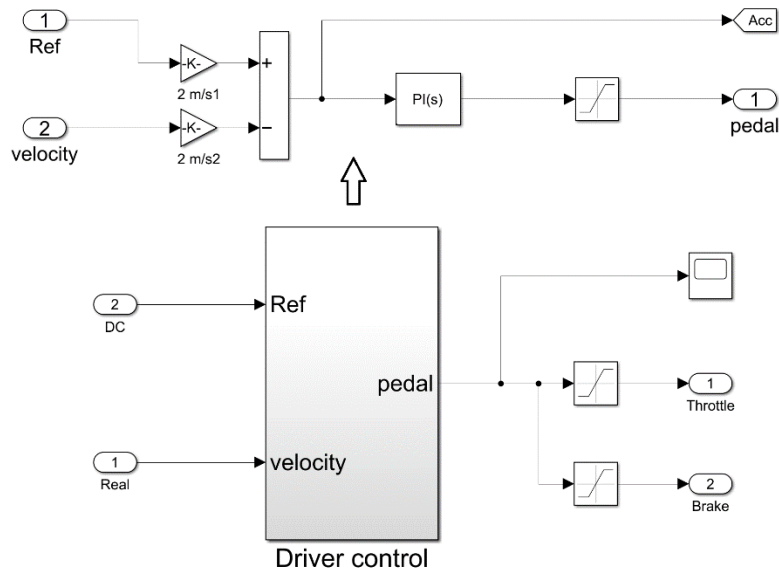 1
Ref
-K-
2 m/s1
+
Acc
PI(s)
1
pedal
2
velocity
-K-
2 m/s2
−
2
DC
Ref
pedal
1
Throttle
1
Real
velocity
2
Brake
Driver control